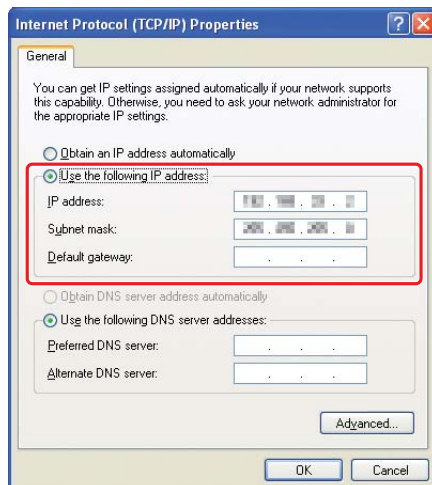 Internet Protocol (TCP/IP) Properties
General
You can get IP settings assigned automatically if your network supports
this capability. Otherwise, you need to ask your network administrator for
the appropriate IP settings.
Obtain an IP address automatically
Use the following IP address:
IP address:
Subnet mask:
Default gateway:
Obtain DNS server address automatically
Use the following DNS server addresses:
Preferred DNS server:
Alternate DNS server:
Advanced...
OK Cancel